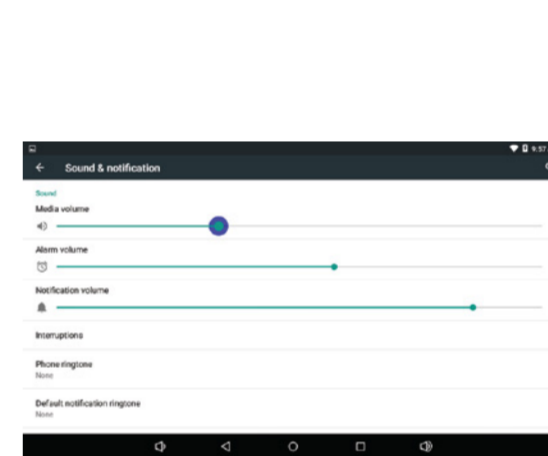 9:57
Sound & notification
Sound
Media volume
Alarm volume
Notification volume
Interruptions
Phone ringtone
None
Default notification ringtone
None